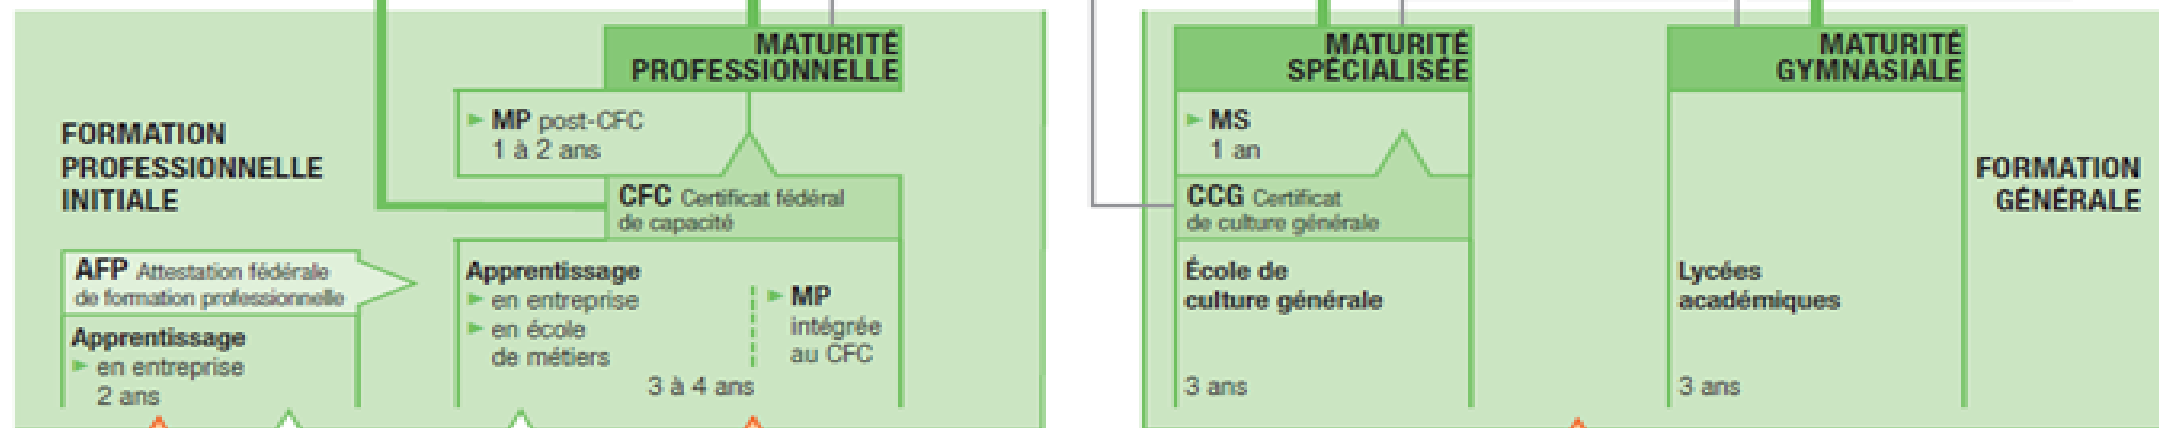 FORMATION
PROFESSIONNELLE
INITIALE
AFP Attestation fédérale
de formation professionnelle
Apprentissage
► en entreprise
2 ans
MATURITÉ
PROFESSIONNELLE
► MP post-CFC
1 à 2 ans
CFC Certificat fédéral
de capacité
Apprentissage
► en entreprise
► en école
de métiers
► MP
intégrée
au CFC
3 à 4 ans
MATURITÉ
SPÉCIALISÉE
► MS
1 an
CCG Certificat
de culture générale
École de
culture générale
3 ans
MATURITÉ
GYMNASIALE
Lycées
académiques
3 ans
FORMATION
GÉNÉRALE